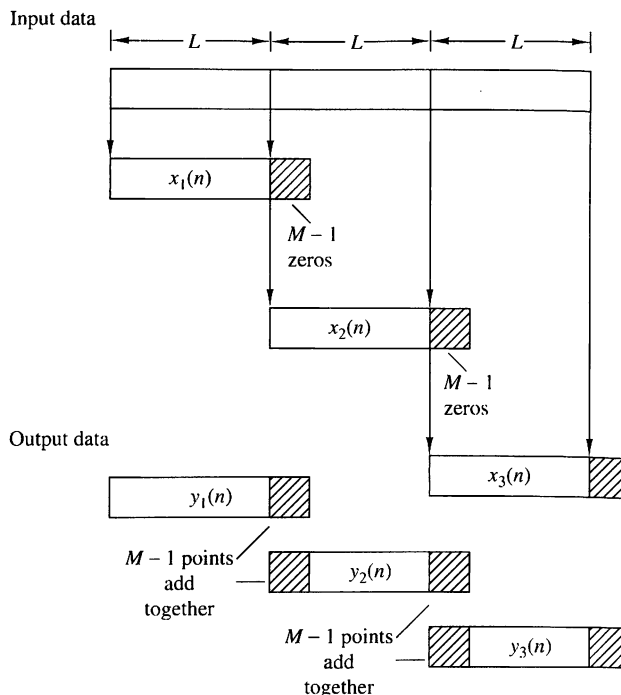 Input data
L L L
x₁(n)
M – 1
zeros
x₂(n)
M – 1
zeros
Output data
x₃(n)
y₁(n)
M – 1 points
add
together
y₂(n)
M – 1 points
add
together
y₃(n)